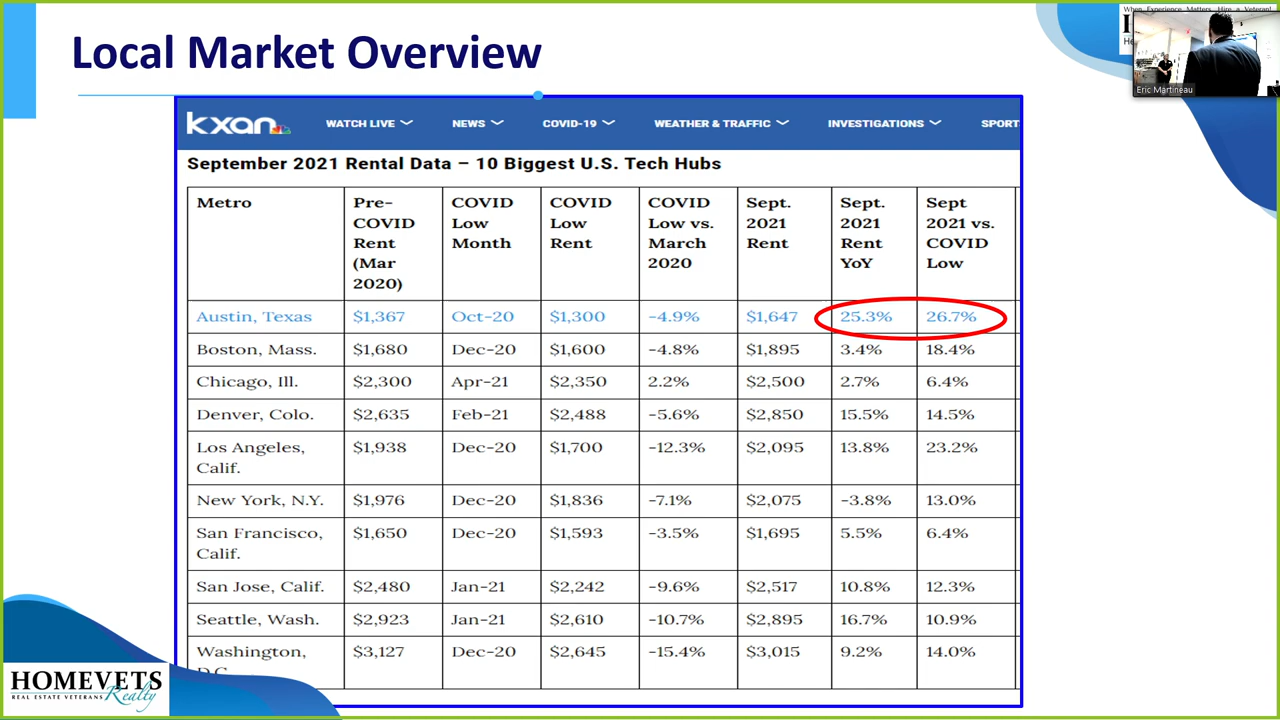 Local Market Overview
When Experience Matters, Hire a Veteran!
Eric Martineau
kxan
WATCH LIVE NEWS COVID-19 WEATHER & TRAFFIC INVESTIGATIONS SPORT
September 2021 Rental Data – 10 Biggest U.S. Tech Hubs
Metro Pre-COVID Rent (Mar 2020) COVID Low Month COVID Low Rent COVID Low vs. March 2020 Sept. 2021 Rent Sept. 2021 Rent YoY Sept 2021 vs. COVID Low
Austin, Texas $1,367 Oct-20 $1,300 -4.9% $1,647 25.3% 26.7%
Boston, Mass. $1,680 Dec-20 $1,600 -4.8% $1,895 3.4% 18.4%
Chicago, Ill. $2,300 Apr-21 $2,350 2.2% $2,500 2.7% 6.4%
Denver, Colo. $2,635 Feb-21 $2,488 -5.6% $2,850 15.5% 14.5%
Los Angeles, Calif. $1,938 Dec-20 $1,700 -12.3% $2,095 13.8% 23.2%
New York, N.Y. $1,976 Dec-20 $1,836 -7.1% $2,075 -3.8% 13.0%
San Francisco, Calif. $1,650 Dec-20 $1,593 -3.5% $1,695 5.5% 6.4%
San Jose, Calif. $2,480 Jan-21 $2,242 -9.6% $2,517 10.8% 12.3%
Seattle, Wash. $2,923 Jan-21 $2,610 -10.7% $2,895 16.7% 10.9%
Washington, D.C. $3,127 Dec-20 $2,645 -15.4% $3,015 9.2% 14.0%
HOMEVETS
REAL ESTATE VETERANS Realty